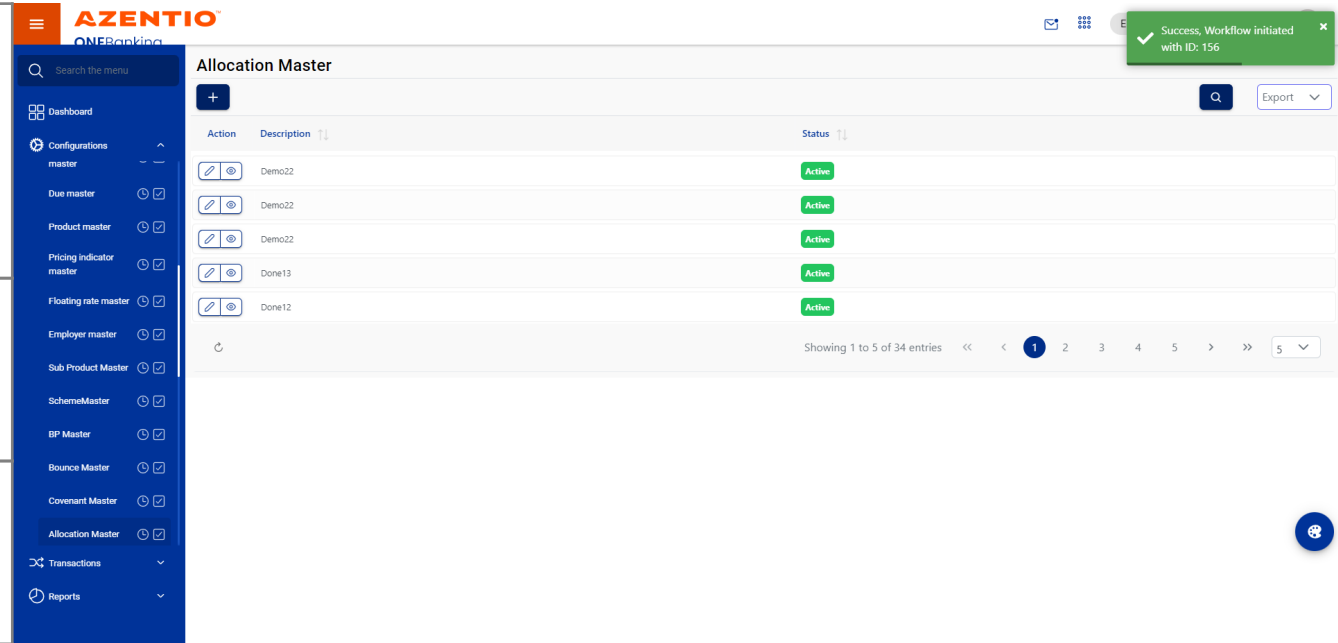 AZENTIO
ONEBanking
E
Success, Workflow initiated
with ID: 156
Search the menu
Dashboard
Configurations
master
Due master
Product master
Pricing indicator
master
Floating rate master
Employer master
Sub Product Master
SchemeMaster
BP Master
Bounce Master
Covenant Master
Allocation Master
Transactions
Reports
Allocation Master
Export
Action Description Status
Demo22 Active
Demo22 Active
Demo22 Active
Done13 Active
Done12 Active
Showing 1 to 5 of 34 entries « < 1 2 3 4 5 > » 5